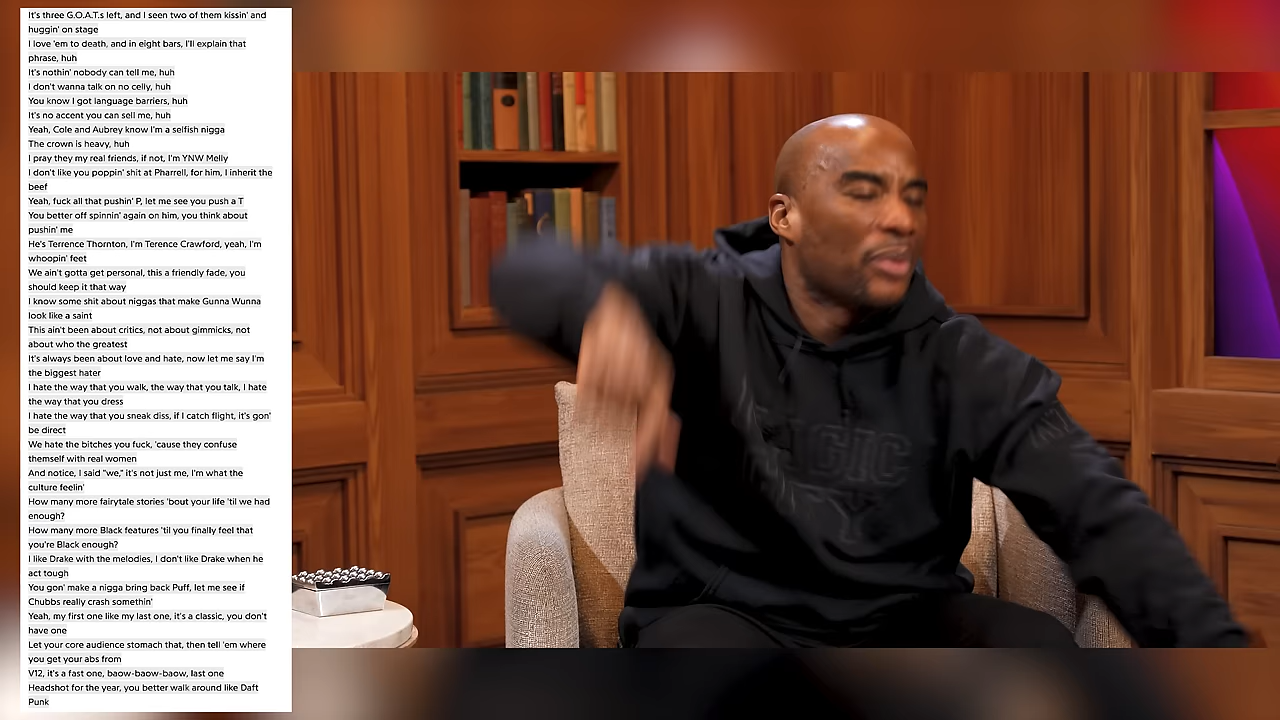 It's three G.O.A.T.s left, and I seen two of them kissin' and
huggin' on stage
I love 'em to death, and in eight bars, I'll explain that
phrase, huh
It's nothin' nobody can tell me, huh
I don't wanna talk on no celly, huh
You know I got language barriers, huh
It's no accent you can sell me, huh
Yeah, Cole and Aubrey know I'm a selfish nigga
The crown is heavy, huh
I pray they my real friends, if not, I'm YNW Melly
I don't like you poppin' shit at Pharrell, for him, I inherit the
beef
Yeah, fuck all that pushin' P, let me see you push a T
You better off spinnin' again on him, you think about
pushin' me
He's Terrence Thornton, I'm Terence Crawford, yeah, I'm
whoopin' feet
We ain't gotta get personal, this a friendly fade, you
should keep it that way
I know some shit about niggas that make Gunna Wunna
look like a saint
This ain't been about critics, not about gimmicks, not
about who the greatest
It's always been about love and hate, now let me say I'm
the biggest hater
I hate the way that you walk, the way that you talk, I hate
the way that you dress
I hate the way that you sneak diss, if I catch flight, it's gon'
be direct
We hate the bitches you fuck, 'cause they confuse
themself with real women
And notice, I said "we," it's not just me, I'm what the
culture feelin'
How many more fairytale stories 'bout your life 'til we had
enough?
How many more Black features 'til you finally feel that
you're Black enough?
I like Drake with the melodies, I don't like Drake when he
act tough
You gon' make a nigga bring back Puff, let me see if
Chubbs really crash somethin'
Yeah, my first one like my last one, it's a classic, you don't
have one
Let your core audience stomach that, then tell 'em where
you get your abs from
V12, it's a fast one, baow-baow-baow, last one
Headshot for the year, you better walk around like Daft
Punk